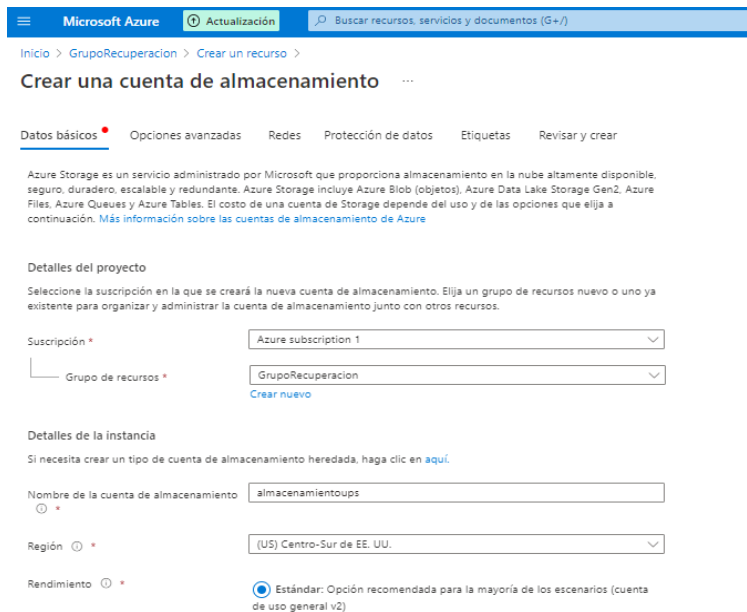 Microsoft Azure
Actualización
Buscar recursos, servicios y documentos (G+/)
Inicio > GrupoRecuperacion > Crear un recurso >
Crear una cuenta de almacenamiento ...
Datos básicos Opciones avanzadas Redes Protección de datos Etiquetas Revisar y crear
Azure Storage es un servicio administrado por Microsoft que proporciona almacenamiento en la nube altamente disponible,
seguro, duradero, escalable y redundante. Azure Storage incluye Azure Blob (objetos), Azure Data Lake Storage Gen2, Azure
Files, Azure Queues y Azure Tables. El costo de una cuenta de Storage depende del uso y de las opciones que elija a
continuación. Más información sobre las cuentas de almacenamiento de Azure
Detalles del proyecto
Seleccione la suscripción en la que se creará la nueva cuenta de almacenamiento. Elija un grupo de recursos nuevo o uno ya
existente para organizar y administrar la cuenta de almacenamiento junto con otros recursos.
Suscripción *
Azure subscription 1
Grupo de recursos *
GrupoRecuperacion
Crear nuevo
Detalles de la instancia
Si necesita crear un tipo de cuenta de almacenamiento heredada, haga clic en aquí.
Nombre de la cuenta de almacenamiento
*
almacenamientoups
Región *
(US) Centro-Sur de EE. UU.
Rendimiento *
Estándar: Opción recomendada para la mayoría de los escenarios (cuenta
de uso general v2)